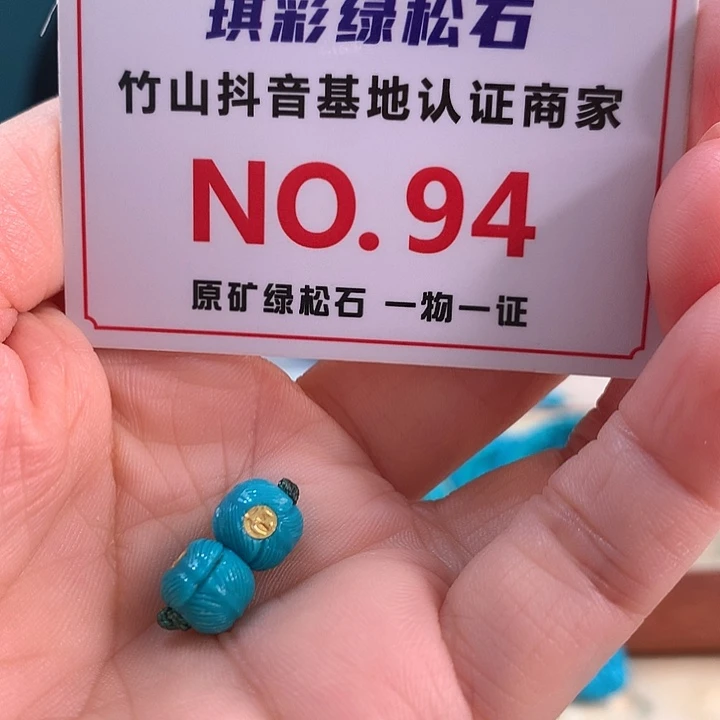 琪彩绿松石
竹山抖音基地认证商家
NO. 94
原矿绿松石 一物一证